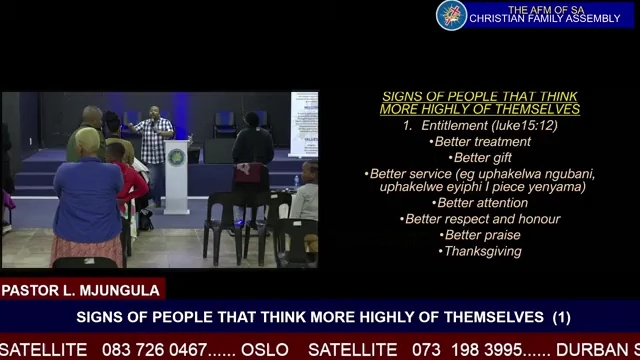 THE AFM OF SA
CHRISTIAN FAMILY ASSEMBLY
SIGNS OF PEOPLE THAT THINK
MORE HIGHLY OF THEMSELVES
1. Entitlement (luke15:12)
•Better treatment
•Better gift
•Better service (eg uphakelwa ngubani,
uphakelwe eyiphi I piece yenyama)
•Better attention
•Better respect and honour
•Better praise
•Thanksgiving
PASTOR L. MJUNGULA
SIGNS OF PEOPLE THAT THINK MORE HIGHLY OF THEMSELVES (1)
SATELLITE 083 726 0467...... OSLO SATELLITE 073 198 3995...... DURBAN S